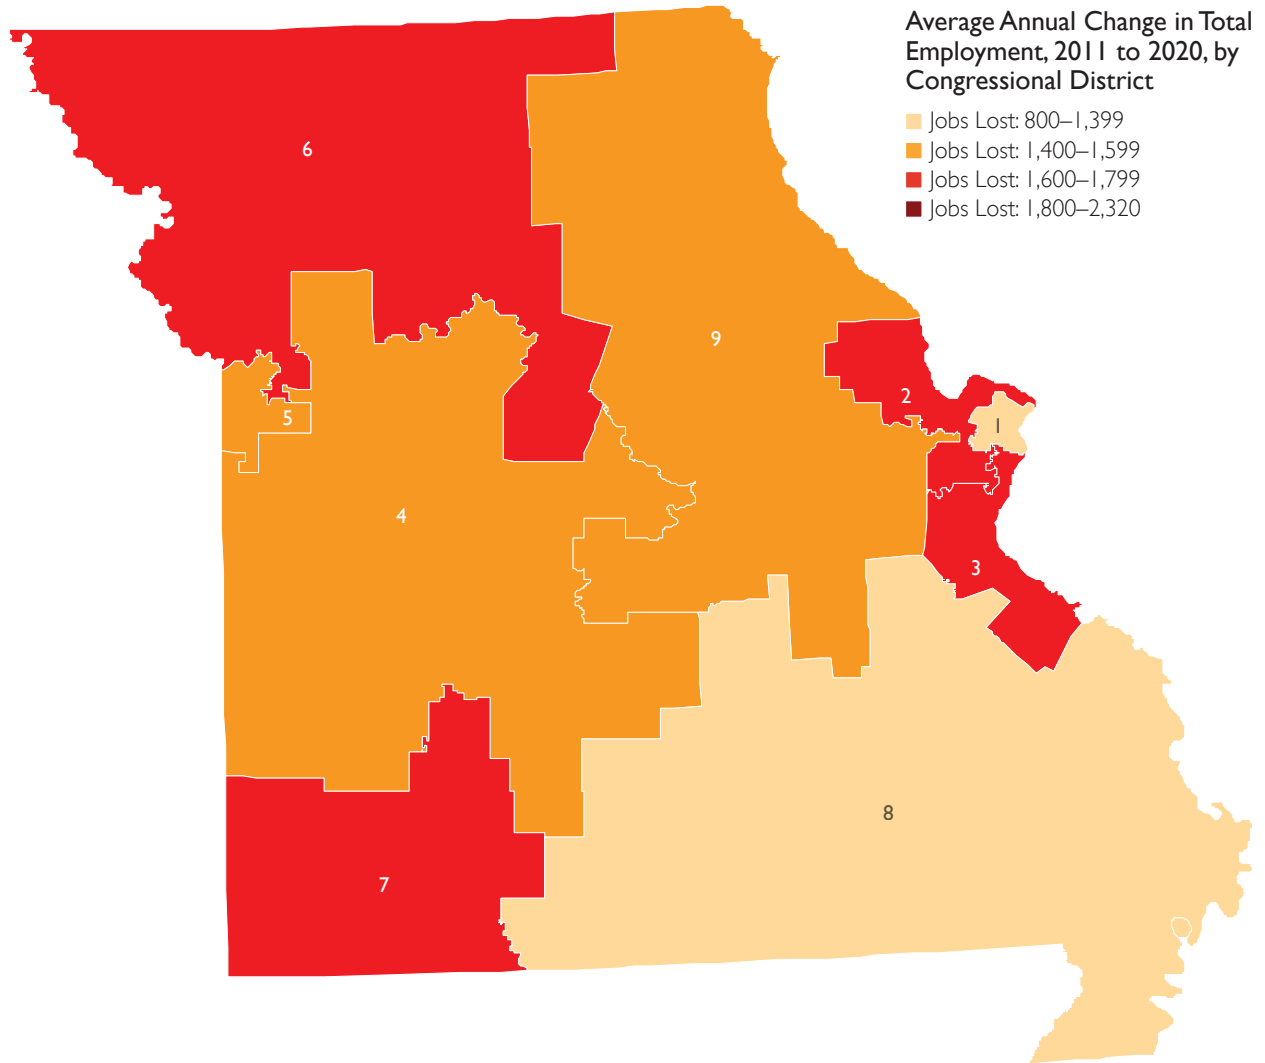 Average Annual Change in Total
Employment, 2011 to 2020, by
Congressional District
Jobs Lost: 800–1,399
Jobs Lost: 1,400–1,599
Jobs Lost: 1,600–1,799
Jobs Lost: 1,800–2,320
6
9
2
1
5
4
3
8
7